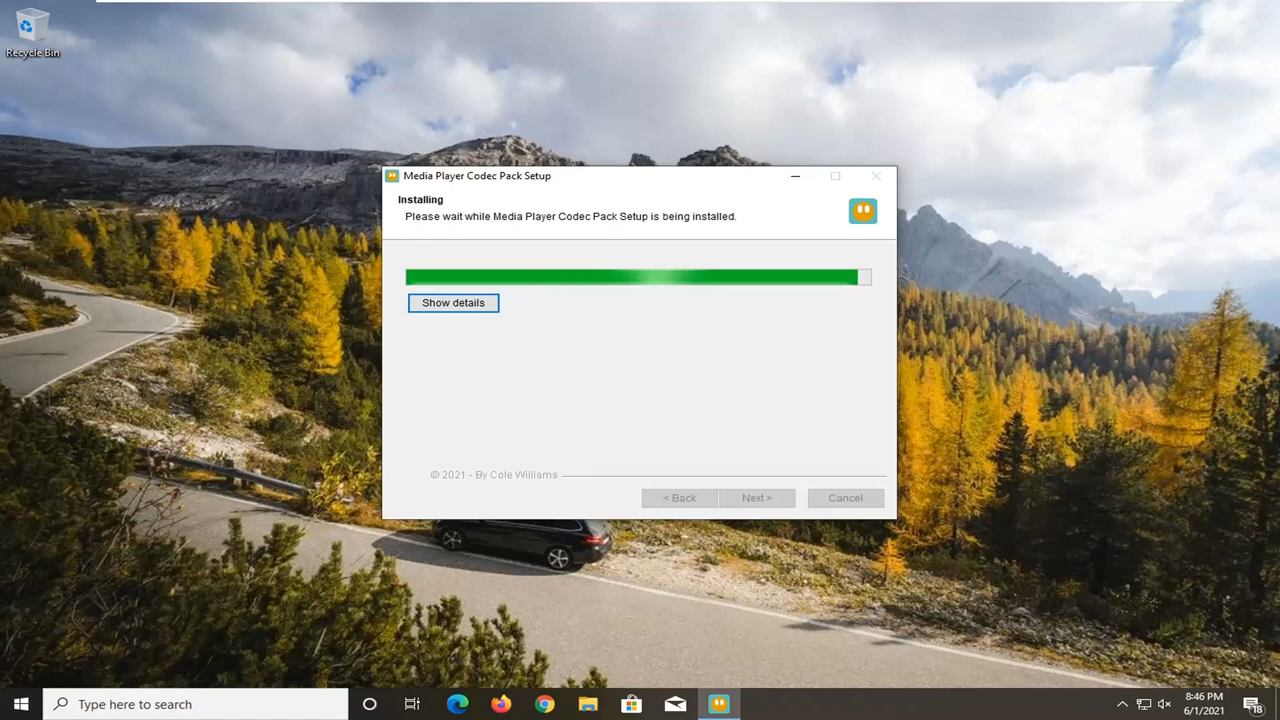 Recycle Bin
Media Player Codec Pack Setup
Installing
Please wait while Media Player Codec Pack Setup is being installed.
Show details
© 2021 - By Cole Williams
< Back
Next >
Cancel
Type here to search
8:46 PM
6/1/2021
18